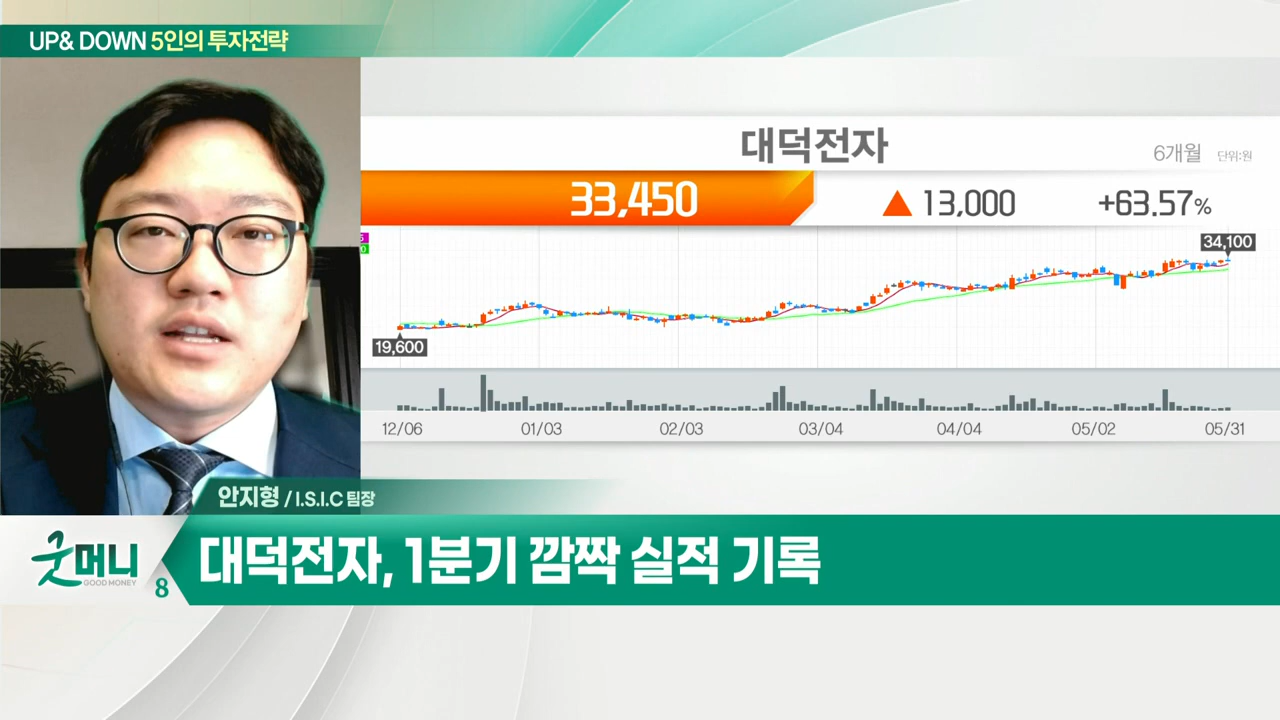 UP& DOWN 5인의 투자전략
대덕전자
6개월 단위:원
33,450 ▲ 13,000 +63.57%
34,100
19,600
12/06 01/03 02/03 03/04 04/04 05/02 05/31
안지형 / I.S.I.C 팀장
굿머니
GOOD MONEY
8
대덕전자, 1분기 깜짝 실적 기록